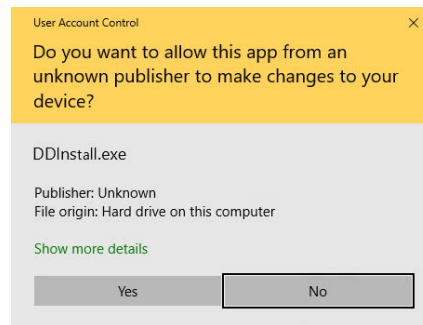 User Account Control
Do you want to allow this app from an
unknown publisher to make changes to your
device?
DDInstall.exe
Publisher: Unknown
File origin: Hard drive on this computer
Show more details
Yes
No